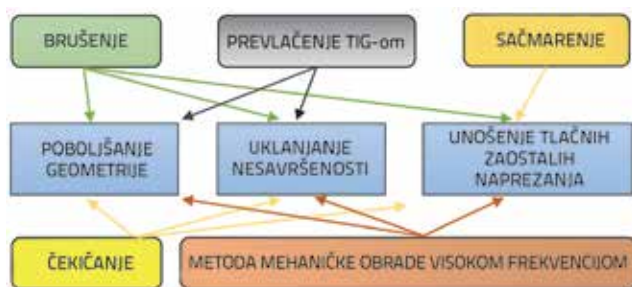 BRUŠENJE
PREVLAČENJE TIG-om
SAČMARENJE
POBOLJŠANJE
GEOMETRIJE
UKLANJANJE
NESAVRŠENOSTI
UNOŠENJE TLAČNIH
ZAOSTALIH
NAPREZANJA
ČEKIČANJE
METODA MEHANIČKE OBRADE VISOKOM FREKVENCIJOM